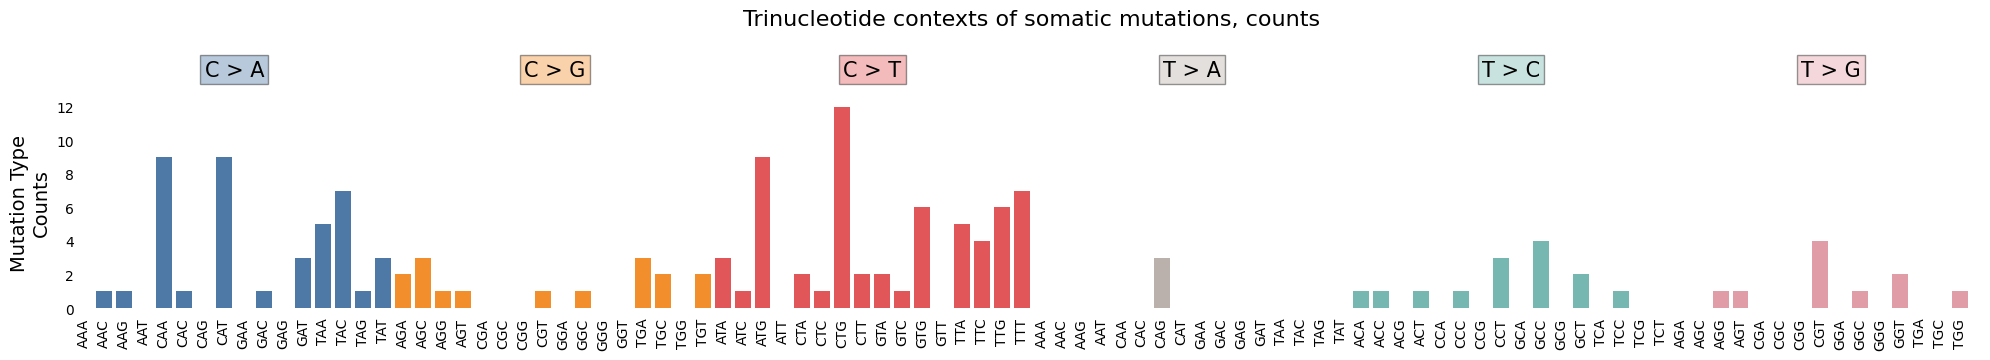 Trinucleotide contexts of somatic mutations, counts
C > A C > G C > T T > A T > C T > G
Mutation Type
Counts
12
10
8
6
4
2
0
AAA AAC AAG AAT CAA CAC CAG CAT GAA GAC GAG GAT TAA TAC TAG TAT AGA AGC AGG AGT CGA CGC CGG CGT GGA GGC GGG GGT TGA TGC TGG TGT ATA ATC ATG ATT CTA CTC CTG CTT GTA GTC GTG GTT TTA TTC TTG TTT AAA AAC AAG AAT CAA CAC CAG CAT GAA GAC GAG GAT TAA TAC TAG TAT ACA ACC ACG ACT CCA CCC CCG CCT GCA GCC GCG GCT TCA TCC TCG TCT AGA AGC AGG AGT CGA CGC CGG CGT GGA GGC GGG GGT TGA TGC TGG